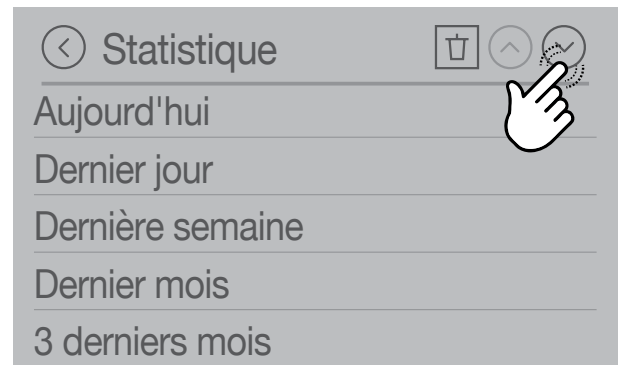 Statistique
Aujourd'hui
Dernier jour
Dernière semaine
Dernier mois
3 derniers mois